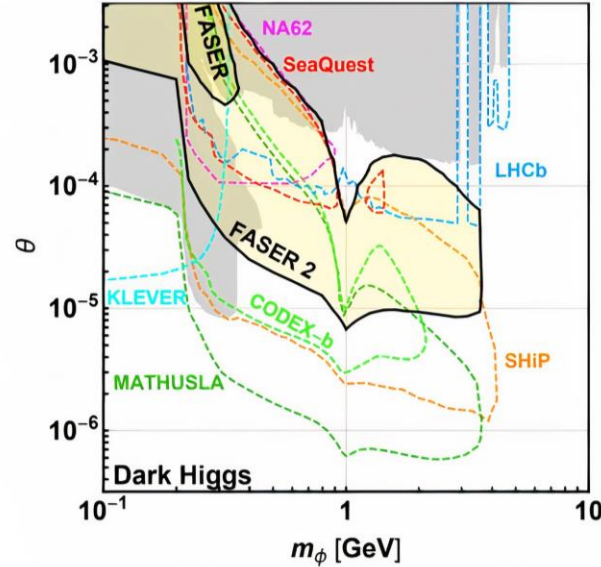 NA62
FASER
SeaQuest
10⁻³
LHCb
10⁻⁴
θ
FASER 2
10⁻⁵
KLEVER
CODEX-b
SHiP
MATHUSLA
10⁻⁶
Dark Higgs
10⁻¹
1
10
m_ϕ [GeV]